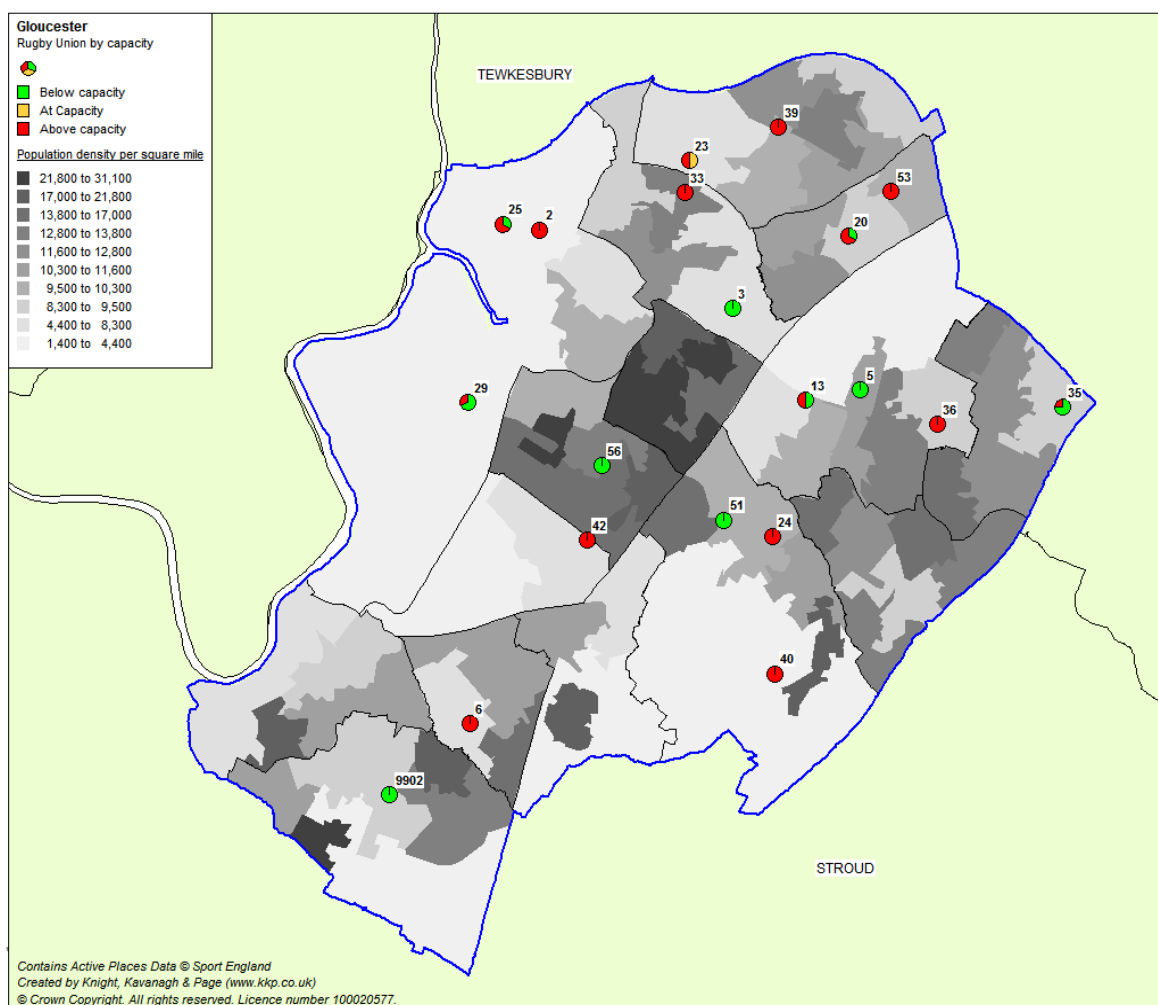 Gloucester
Rugby Union by capacity
Below capacity
At Capacity
Above capacity
Population density per square mile
21,800 to 31,100
17,000 to 21,800
13,800 to 17,000
12,800 to 13,800
11,600 to 12,800
10,300 to 11,600
9,500 to 10,300
8,300 to 9,500
4,400 to 8,300
1,400 to 4,400
TEWKESBURY
39
23
33
53
25
2
20
3
29
13
5
35
36
56
51
42
24
40
6
9902
STROUD
Contains Active Places Data © Sport England
Created by Knight, Kavanagh & Page (www.kkp.co.uk)
© Crown Copyright. All rights reserved. Licence number 100020577.